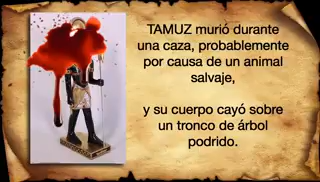 TAMUZ murió durante
una caza, probablemente
por causa de un animal
salvaje,
y su cuerpo cayó sobre
un tronco de árbol
podrido.